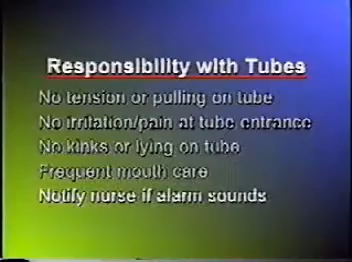 Responsibility with Tubes
No tension or pulling on tube
No irritation/pain at tube entrance
No kinks or lying on tube
Frequent mouth care
Notify nurse if alarm sounds